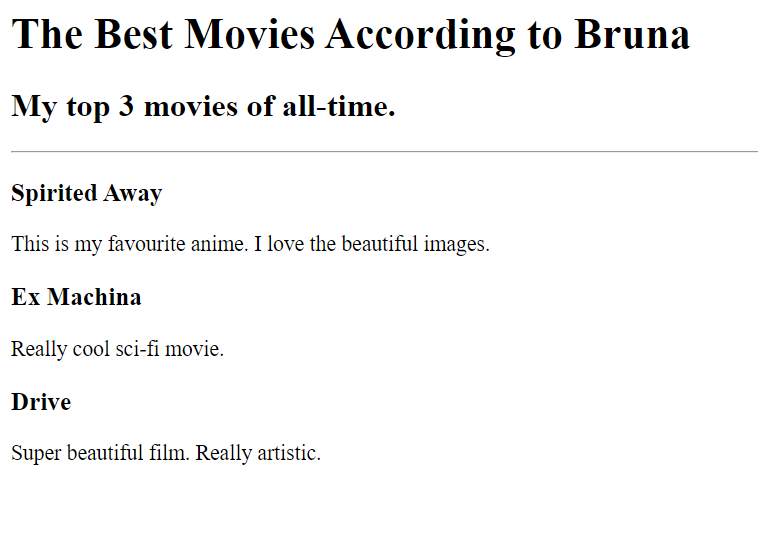 The Best Movies According to Bruna
My top 3 movies of all-time.
Spirited Away
This is my favourite anime. I love the beautiful images.
Ex Machina
Really cool sci-fi movie.
Drive
Super beautiful film. Really artistic.